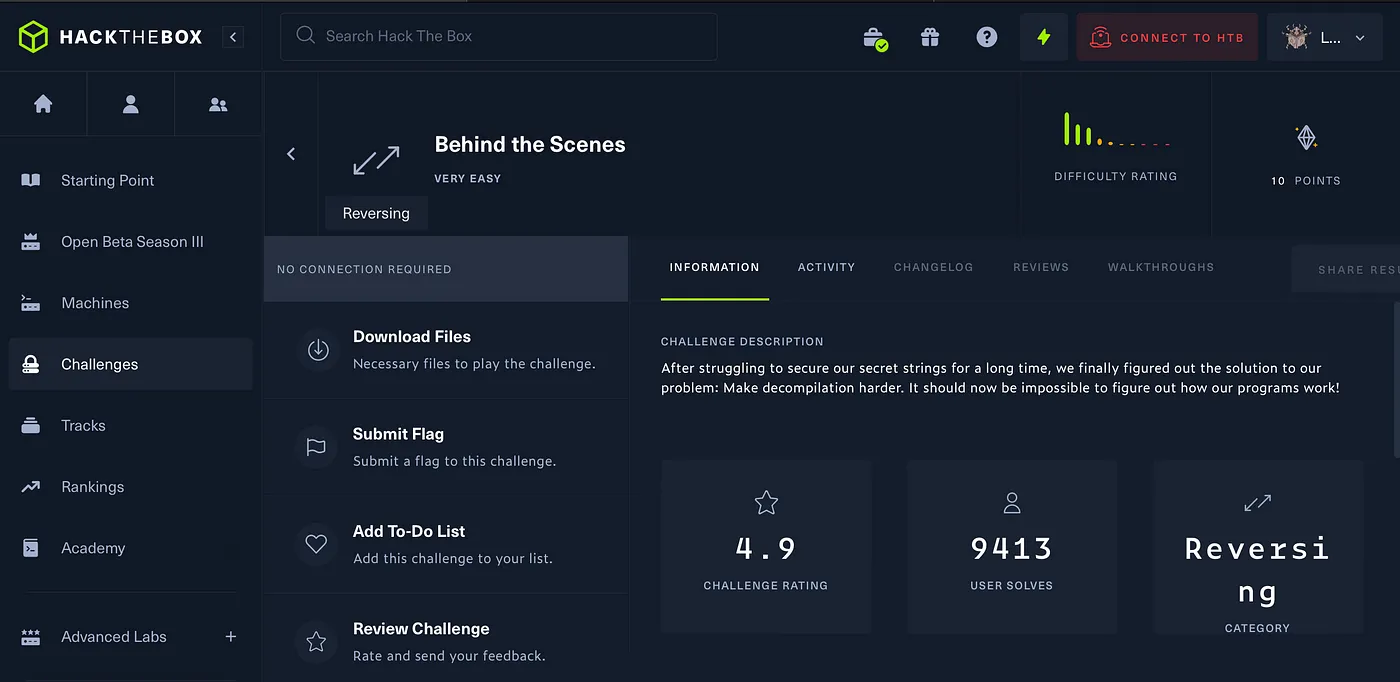 HACKTHEBOX
Search Hack The Box
CONNECT TO HTB
L...
Starting Point
Open Beta Season III
Machines
Challenges
Tracks
Rankings
Academy
Advanced Labs
Behind the Scenes
VERY EASY
Reversing
DIFFICULTY RATING
10 POINTS
NO CONNECTION REQUIRED
Download Files
Necessary files to play the challenge.
Submit Flag
Submit a flag to this challenge.
Add To-Do List
Add this challenge to your list.
Review Challenge
Rate and send your feedback.
INFORMATION
ACTIVITY
CHANGELOG
REVIEWS
WALKTHROUGHS
SHARE RESU
CHALLENGE DESCRIPTION
After struggling to secure our secret strings for a long time, we finally figured out the solution to our
problem: Make decompilation harder. It should now be impossible to figure out how our programs work!
4.9
CHALLENGE RATING
9413
USER SOLVES
Reversi
ng
CATEGORY